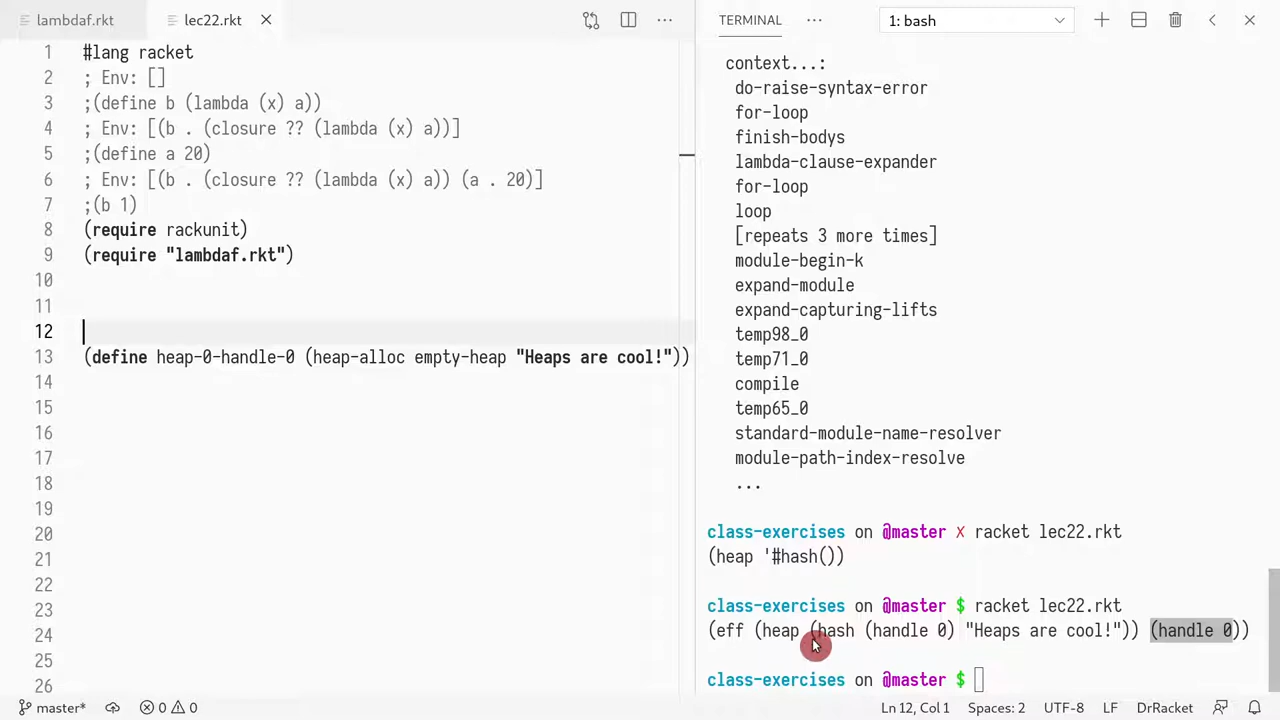 lambdaf.rkt
lec22.rkt
TERMINAL
1: bash
1 #lang racket
2 ; Env: []
3 ;(define b (lambda (x) a))
4 ; Env: [(b . (closure ?? (lambda (x) a))]
5 ;(define a 20)
6 ; Env: [(b . (closure ?? (lambda (x) a)) (a . 20)]
7 ;(b 1)
8 (require rackunit)
9 (require "lambdaf.rkt")
10
11
12
13 (define heap-0-handle-0 (heap-alloc empty-heap "Heaps are cool!"))
14
15
16
17
18
19
20
21
22
23
24
25
26
context...:
do-raise-syntax-error
for-loop
finish-bodys
lambda-clause-expander
for-loop
loop
[repeats 3 more times]
module-begin-k
expand-module
expand-capturing-lifts
temp98_0
temp71_0
compile
temp65_0
standard-module-name-resolver
module-path-index-resolve
...
class-exercises on @master ✗ racket lec22.rkt
(heap '#hash())
class-exercises on @master $ racket lec22.rkt
(eff (heap (hash (handle 0) "Heaps are cool!")) (handle 0))
class-exercises on @master $
master* 0 0 Ln 12, Col 1 Spaces: 2 UTF-8 LF DrRacket